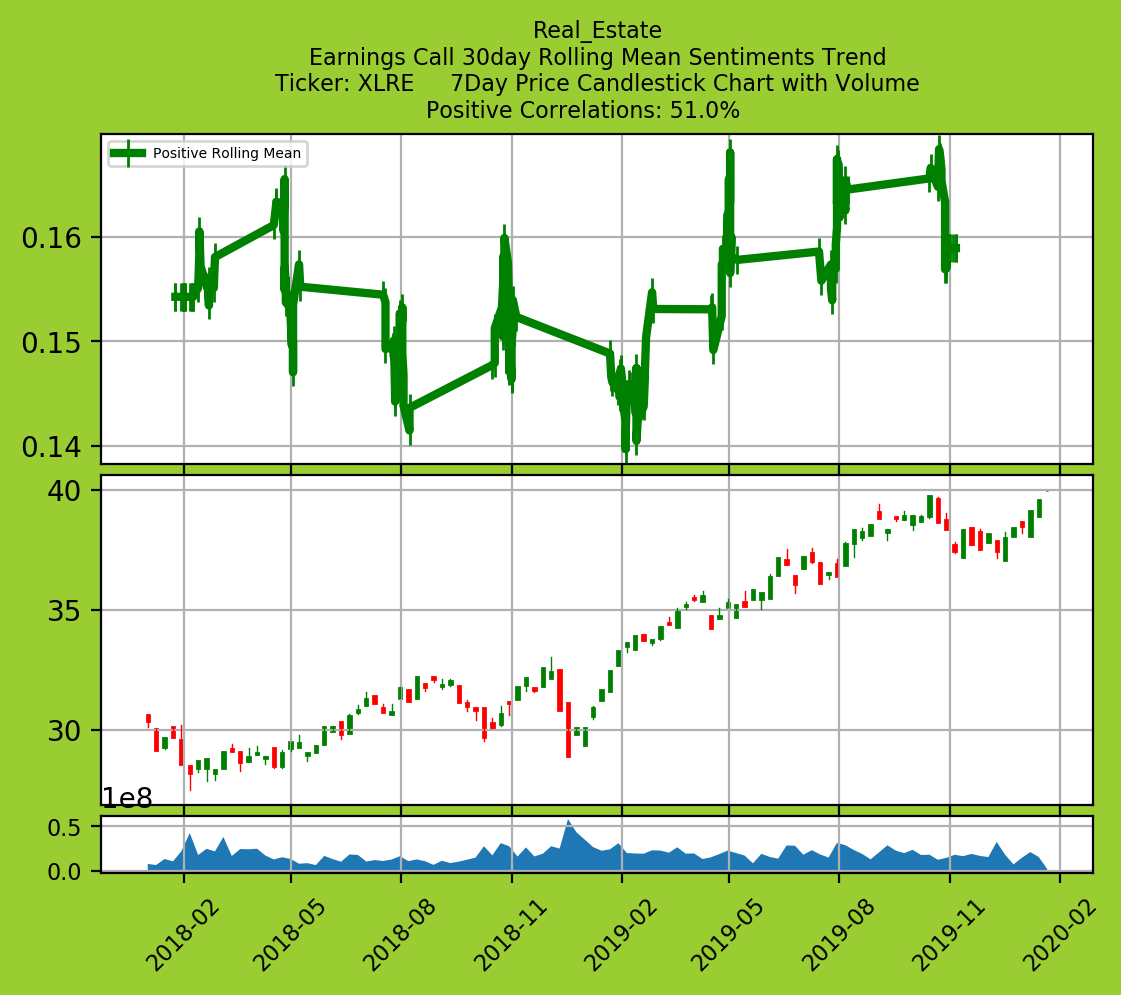 Real_Estate
Earnings Call 30day Rolling Mean Sentiments Trend
Ticker: XLRE     7Day Price Candlestick Chart with Volume
Positive Correlations: 51.0%
Positive Rolling Mean
0.16
0.15
0.14
40
35
30
1e8
0.5
0.0
2018-02
2018-05
2018-08
2018-11
2019-02
2019-05
2019-08
2019-11
2020-02